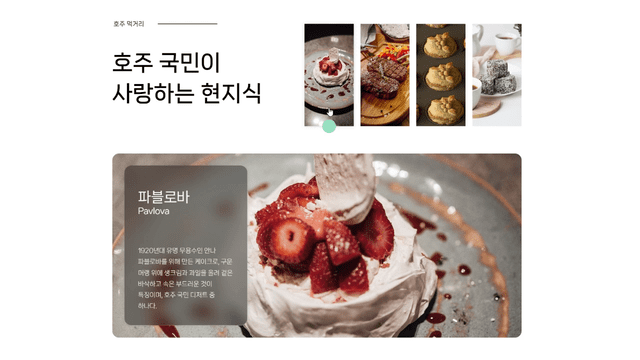 호주 먹거리
호주 국민이
사랑하는 현지식
파블로바
Pavlova
1920년대 유명 무용수인 안나
파블로바를 위해 만든 케이크로, 구운
머랭 위에 생크림과 과일을 올려 겉은
바삭하고 속은 부드러운 것이
특징이며, 호주 국민 디저트 중
하나다.